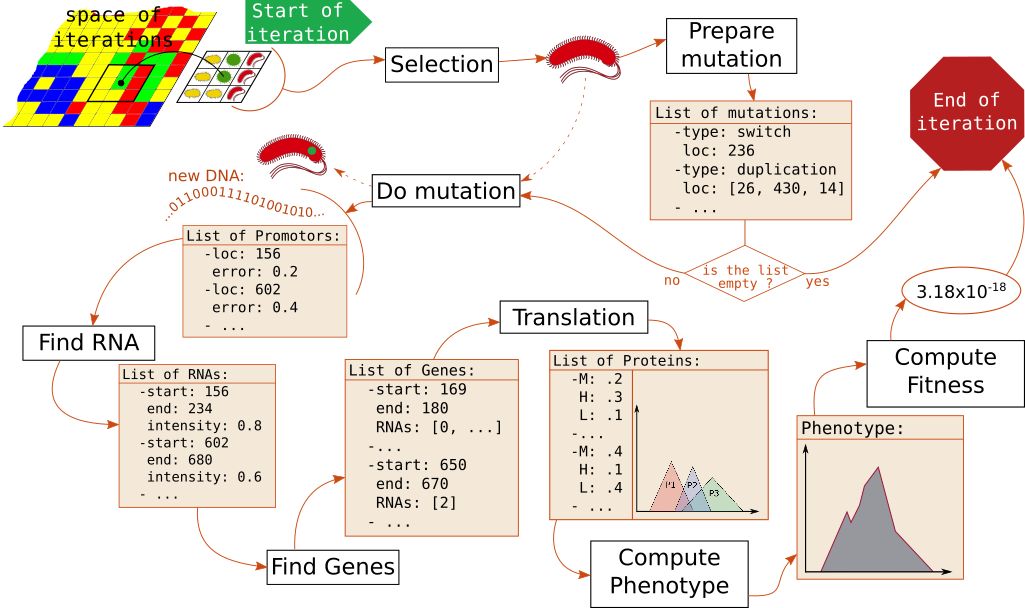 space of
iterations
Start of
iteration
Selection
Prepare
mutation
List of mutations:
-type: switch
loc: 236
-type: duplication
loc: [26, 430, 14]
- ...
End of
iteration
is the list
empty ?
no
yes
Do mutation
new DNA:
...011000111101001010...
List of Promotors:
-loc: 156
error: 0.2
-loc: 602
error: 0.4
- ...
Find RNA
List of RNAs:
-start: 156
end: 234
intensity: 0.8
-start: 602
end: 680
intensity: 0.6
- ...
Find Genes
List of Genes:
-start: 169
end: 180
RNAs: [0, ...]
-...
-start: 650
end: 670
RNAs: [2]
- ...
Translation
List of Proteins:
-M: .2
H: .3
L: .1
-...
-M: .4
H: .1
L: .4
- ...
P1
P2
P3
Compute
Phenotype
Phenotype:
Compute
Fitness
3.18x10⁻¹⁸